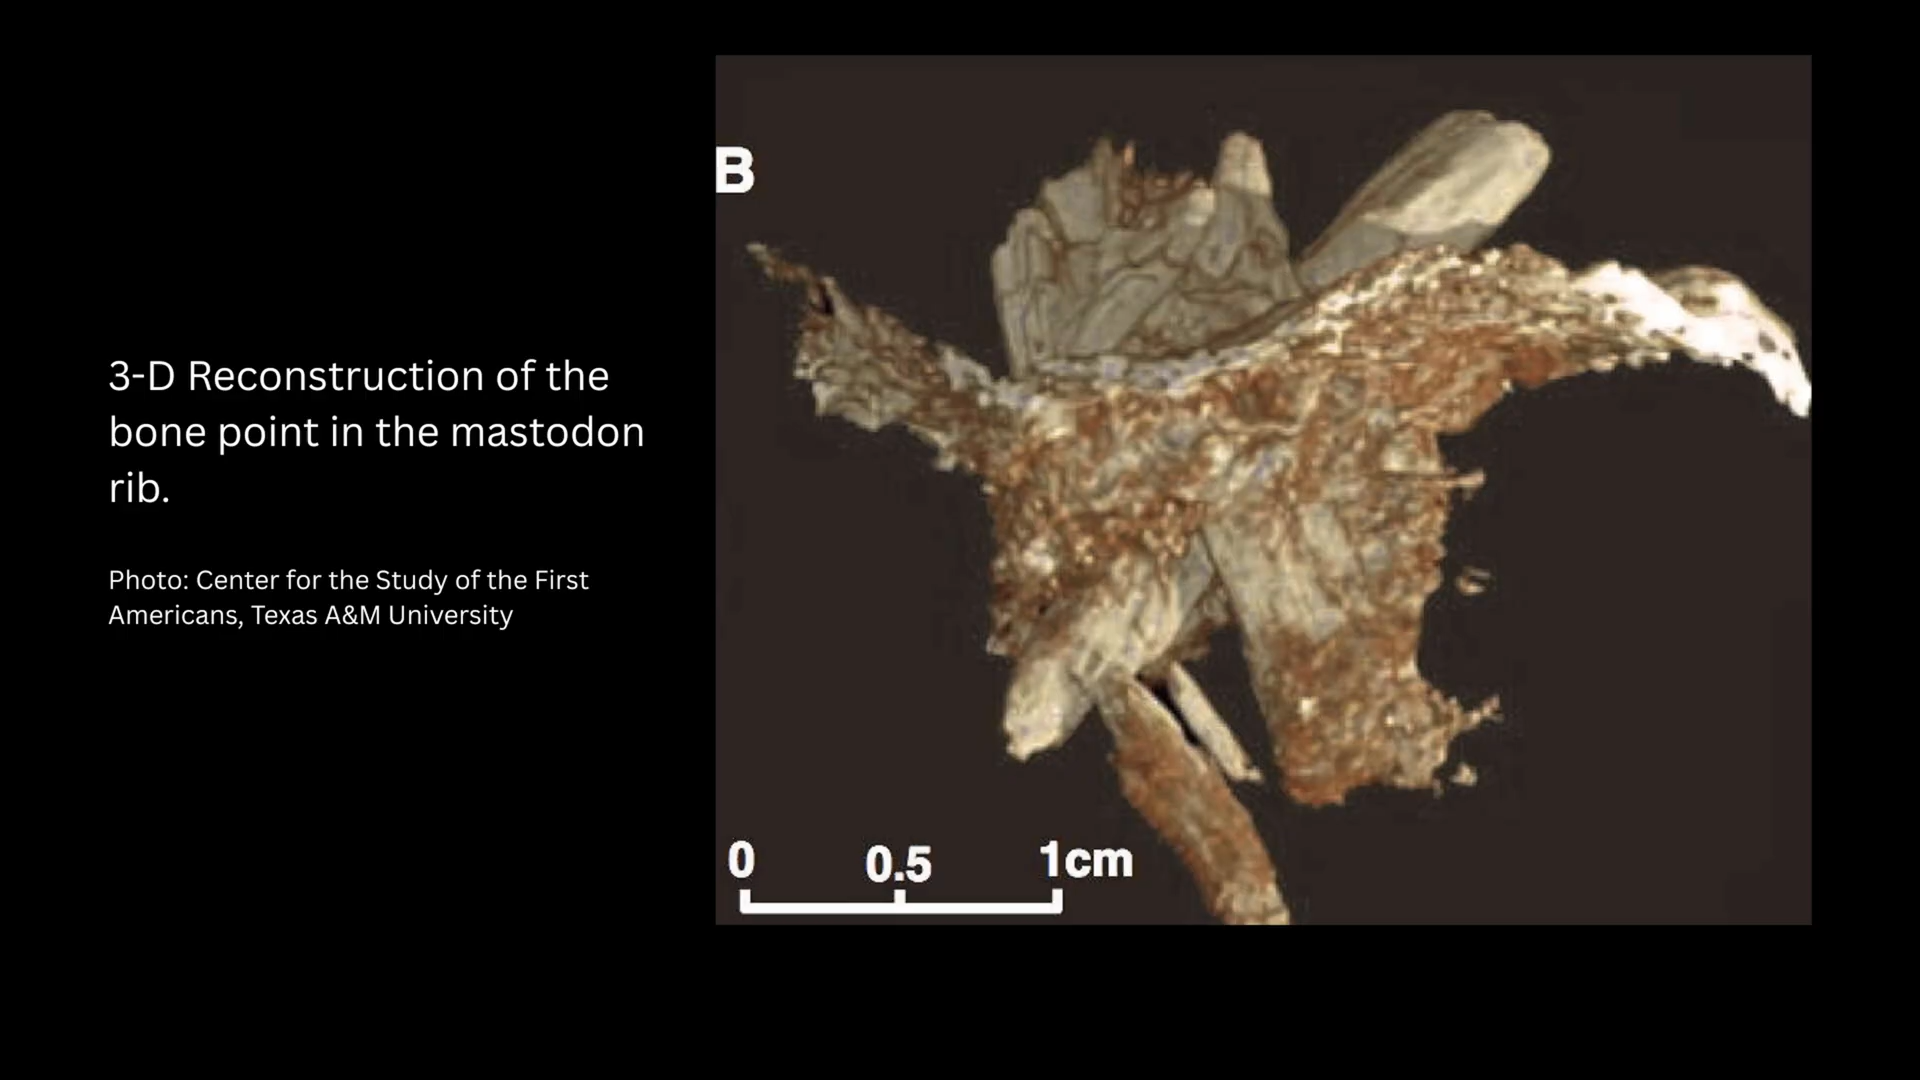 3-D Reconstruction of the
bone point in the mastodon
rib.
Photo: Center for the Study of the First
Americans, Texas A&M University
B
0 0.5 1cm